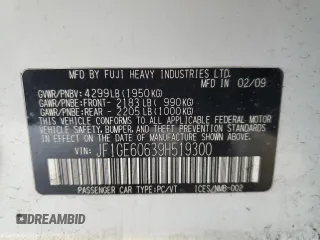 MFD BY FUJI HEAVY INDUSTRIES LTD.
MFD IN 02/09
GVWR/PNBV: 4299LB(1950KG)
GAWR/PNBE:FRONT- 2183LB( 990KG)
GAWR/PNBE:REAR - 2205LB(1000KG)
THIS VEHICLE CONFORMS TO ALL APPLICABLE FEDERAL MOTOR
VEHICLE SAFETY, BUMPER, AND THEFT PREVENTION STANDARDS
IN EFFECT ON THE DATE OF MANUFACTURE SHOWN ABOVE.
VIN: JF1GE60639H519300
PASSENGER CAR/PC/VT ICES/NMB-002